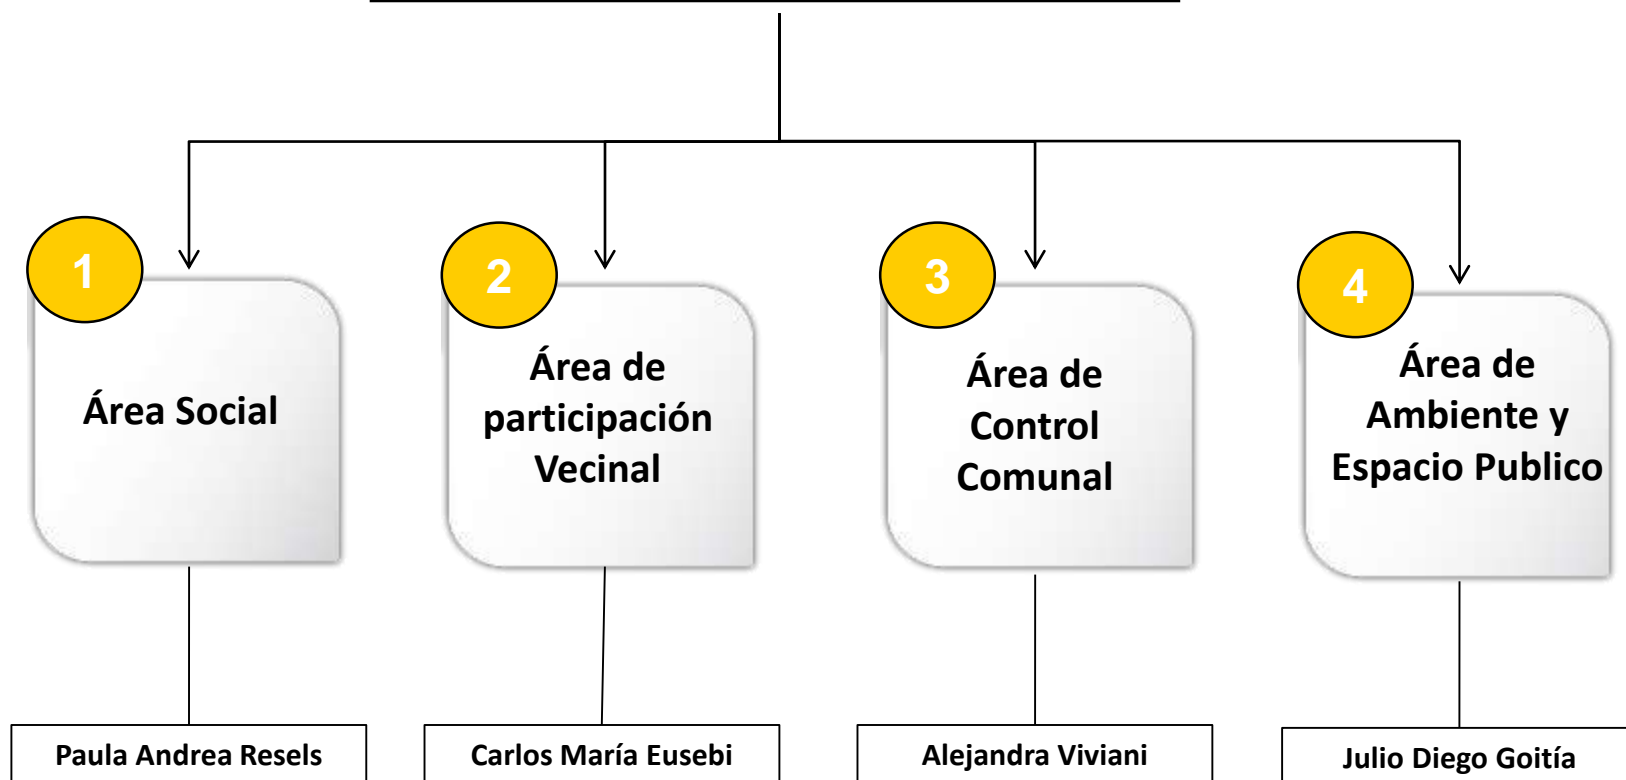 1
Área Social
Paula Andrea Resels
2
Área de
participación
Vecinal
Carlos María Eusebi
3
Área de
Control
Comunal
Alejandra Viviani
4
Área de
Ambiente y
Espacio Publico
Julio Diego Goitía